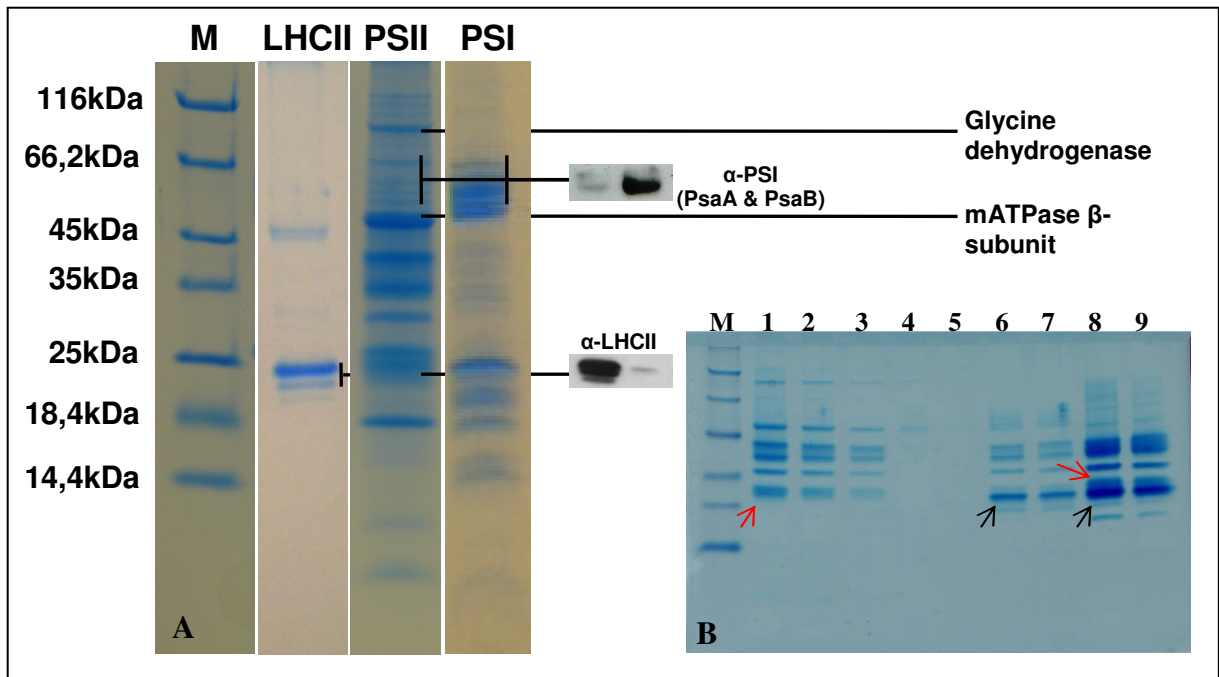 M LHCII PSII PSI
116kDa
66,2kDa
45kDa
35kDa
25kDa
18,4kDa
14,4kDa
Glycine
dehydrogenase
α-PSI
(PsaA & PsaB)
mATPase β-
subunit
α-LHCII
A
M 1 2 3 4 5 6 7 8 9
B